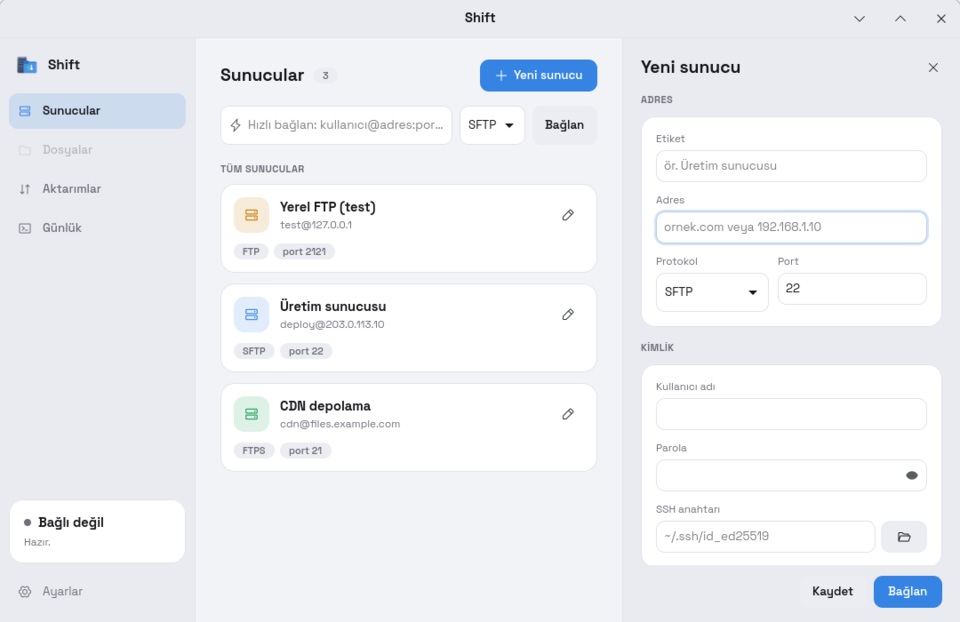 Shift
Shift
Sunucular
Dosyalar
Aktarımlar
Günlük
Bağlı değil
Hazır.
Ayarlar
Sunucular 3
Yeni sunucu
Hızlı bağlan: kullanıcı@adres:por...
SFTP
Bağlan
TÜM SUNUCULAR
Yerel FTP (test)
test@127.0.0.1
FTP port 2121
Üretim sunucusu
deploy@203.0.113.10
SFTP port 22
CDN depolama
cdn@files.example.com
FTPS port 21
Yeni sunucu
ADRES
Etiket
ör. Üretim sunucusu
Adres
ornek.com veya 192.168.1.10
Protokol Port
SFTP 22
KİMLİK
Kullanıcı adı
Parola
SSH anahtarı
~/.ssh/id_ed25519
Kaydet Bağlan